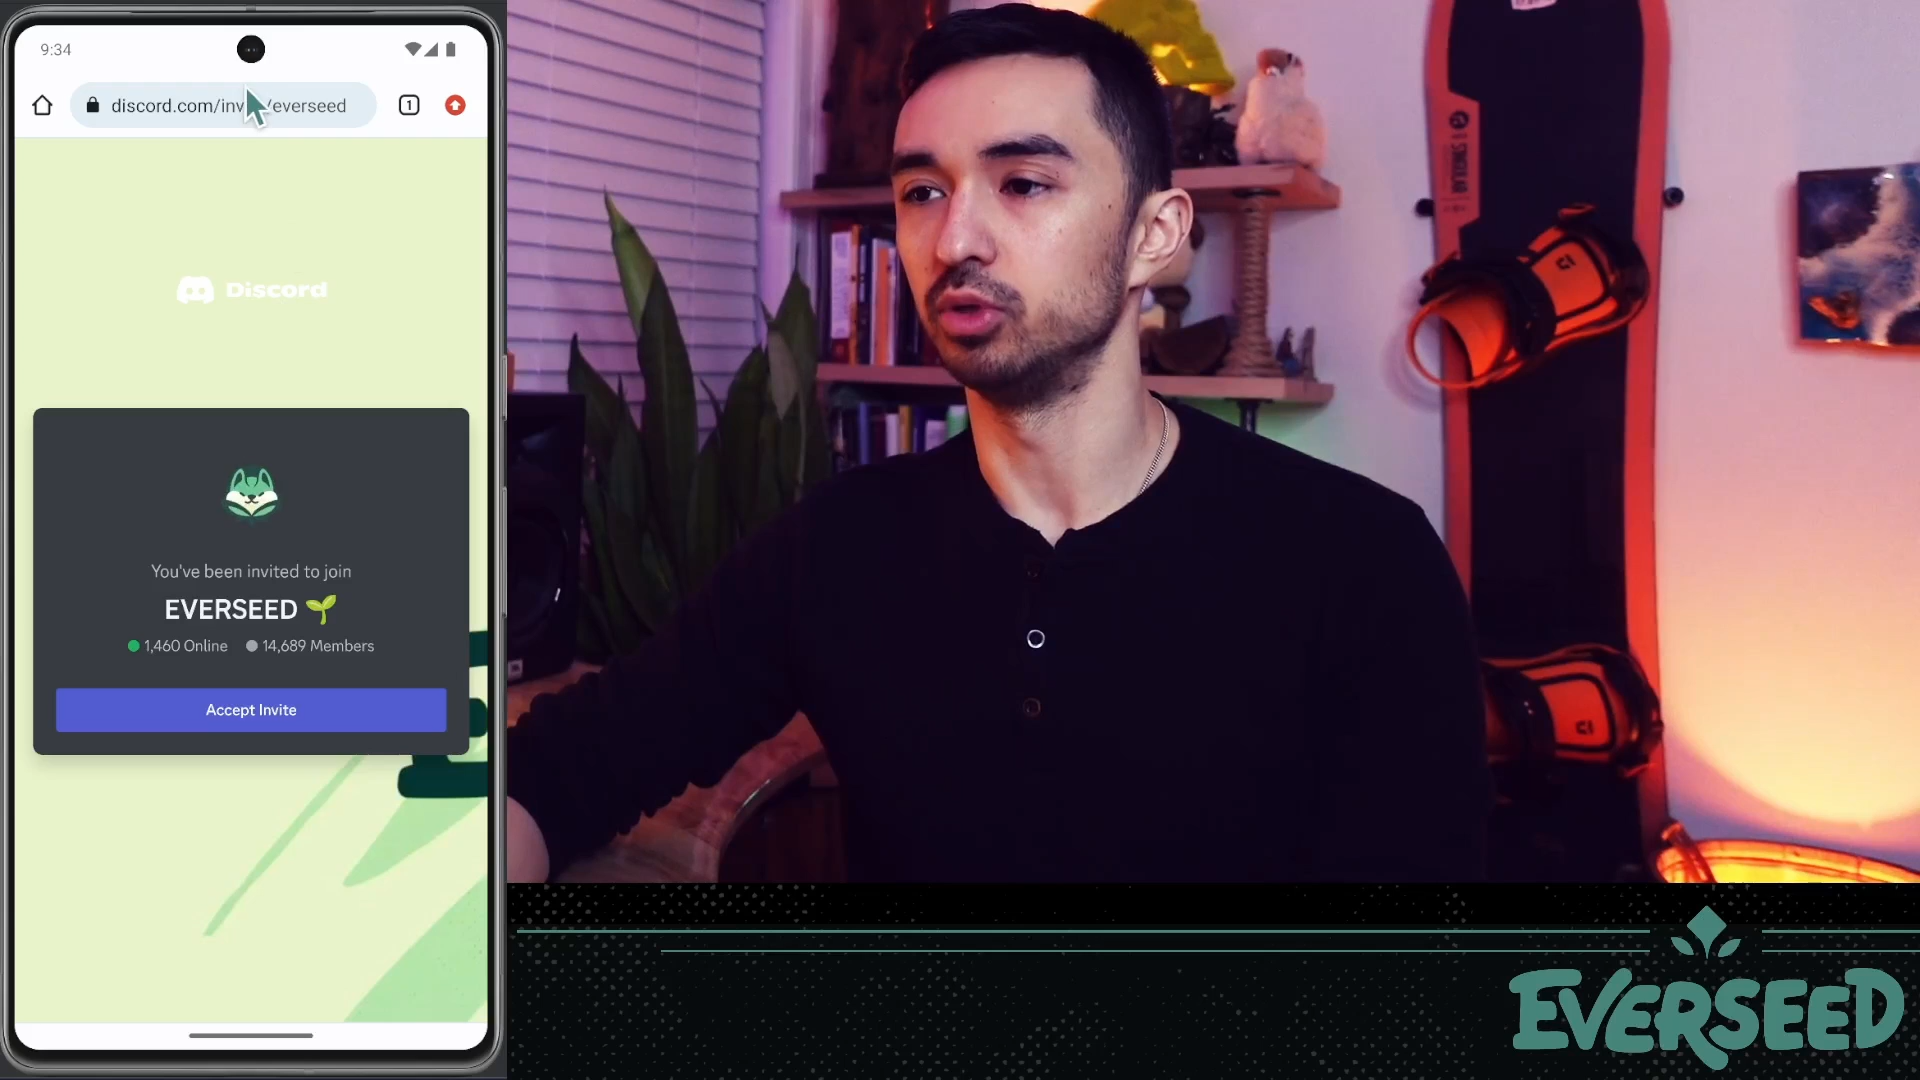 9:34
discord.com/inv/everseed
1
Discord
You've been invited to join
EVERSEED 🌱
1,460 Online 14,689 Members
Accept Invite
EVERSEED